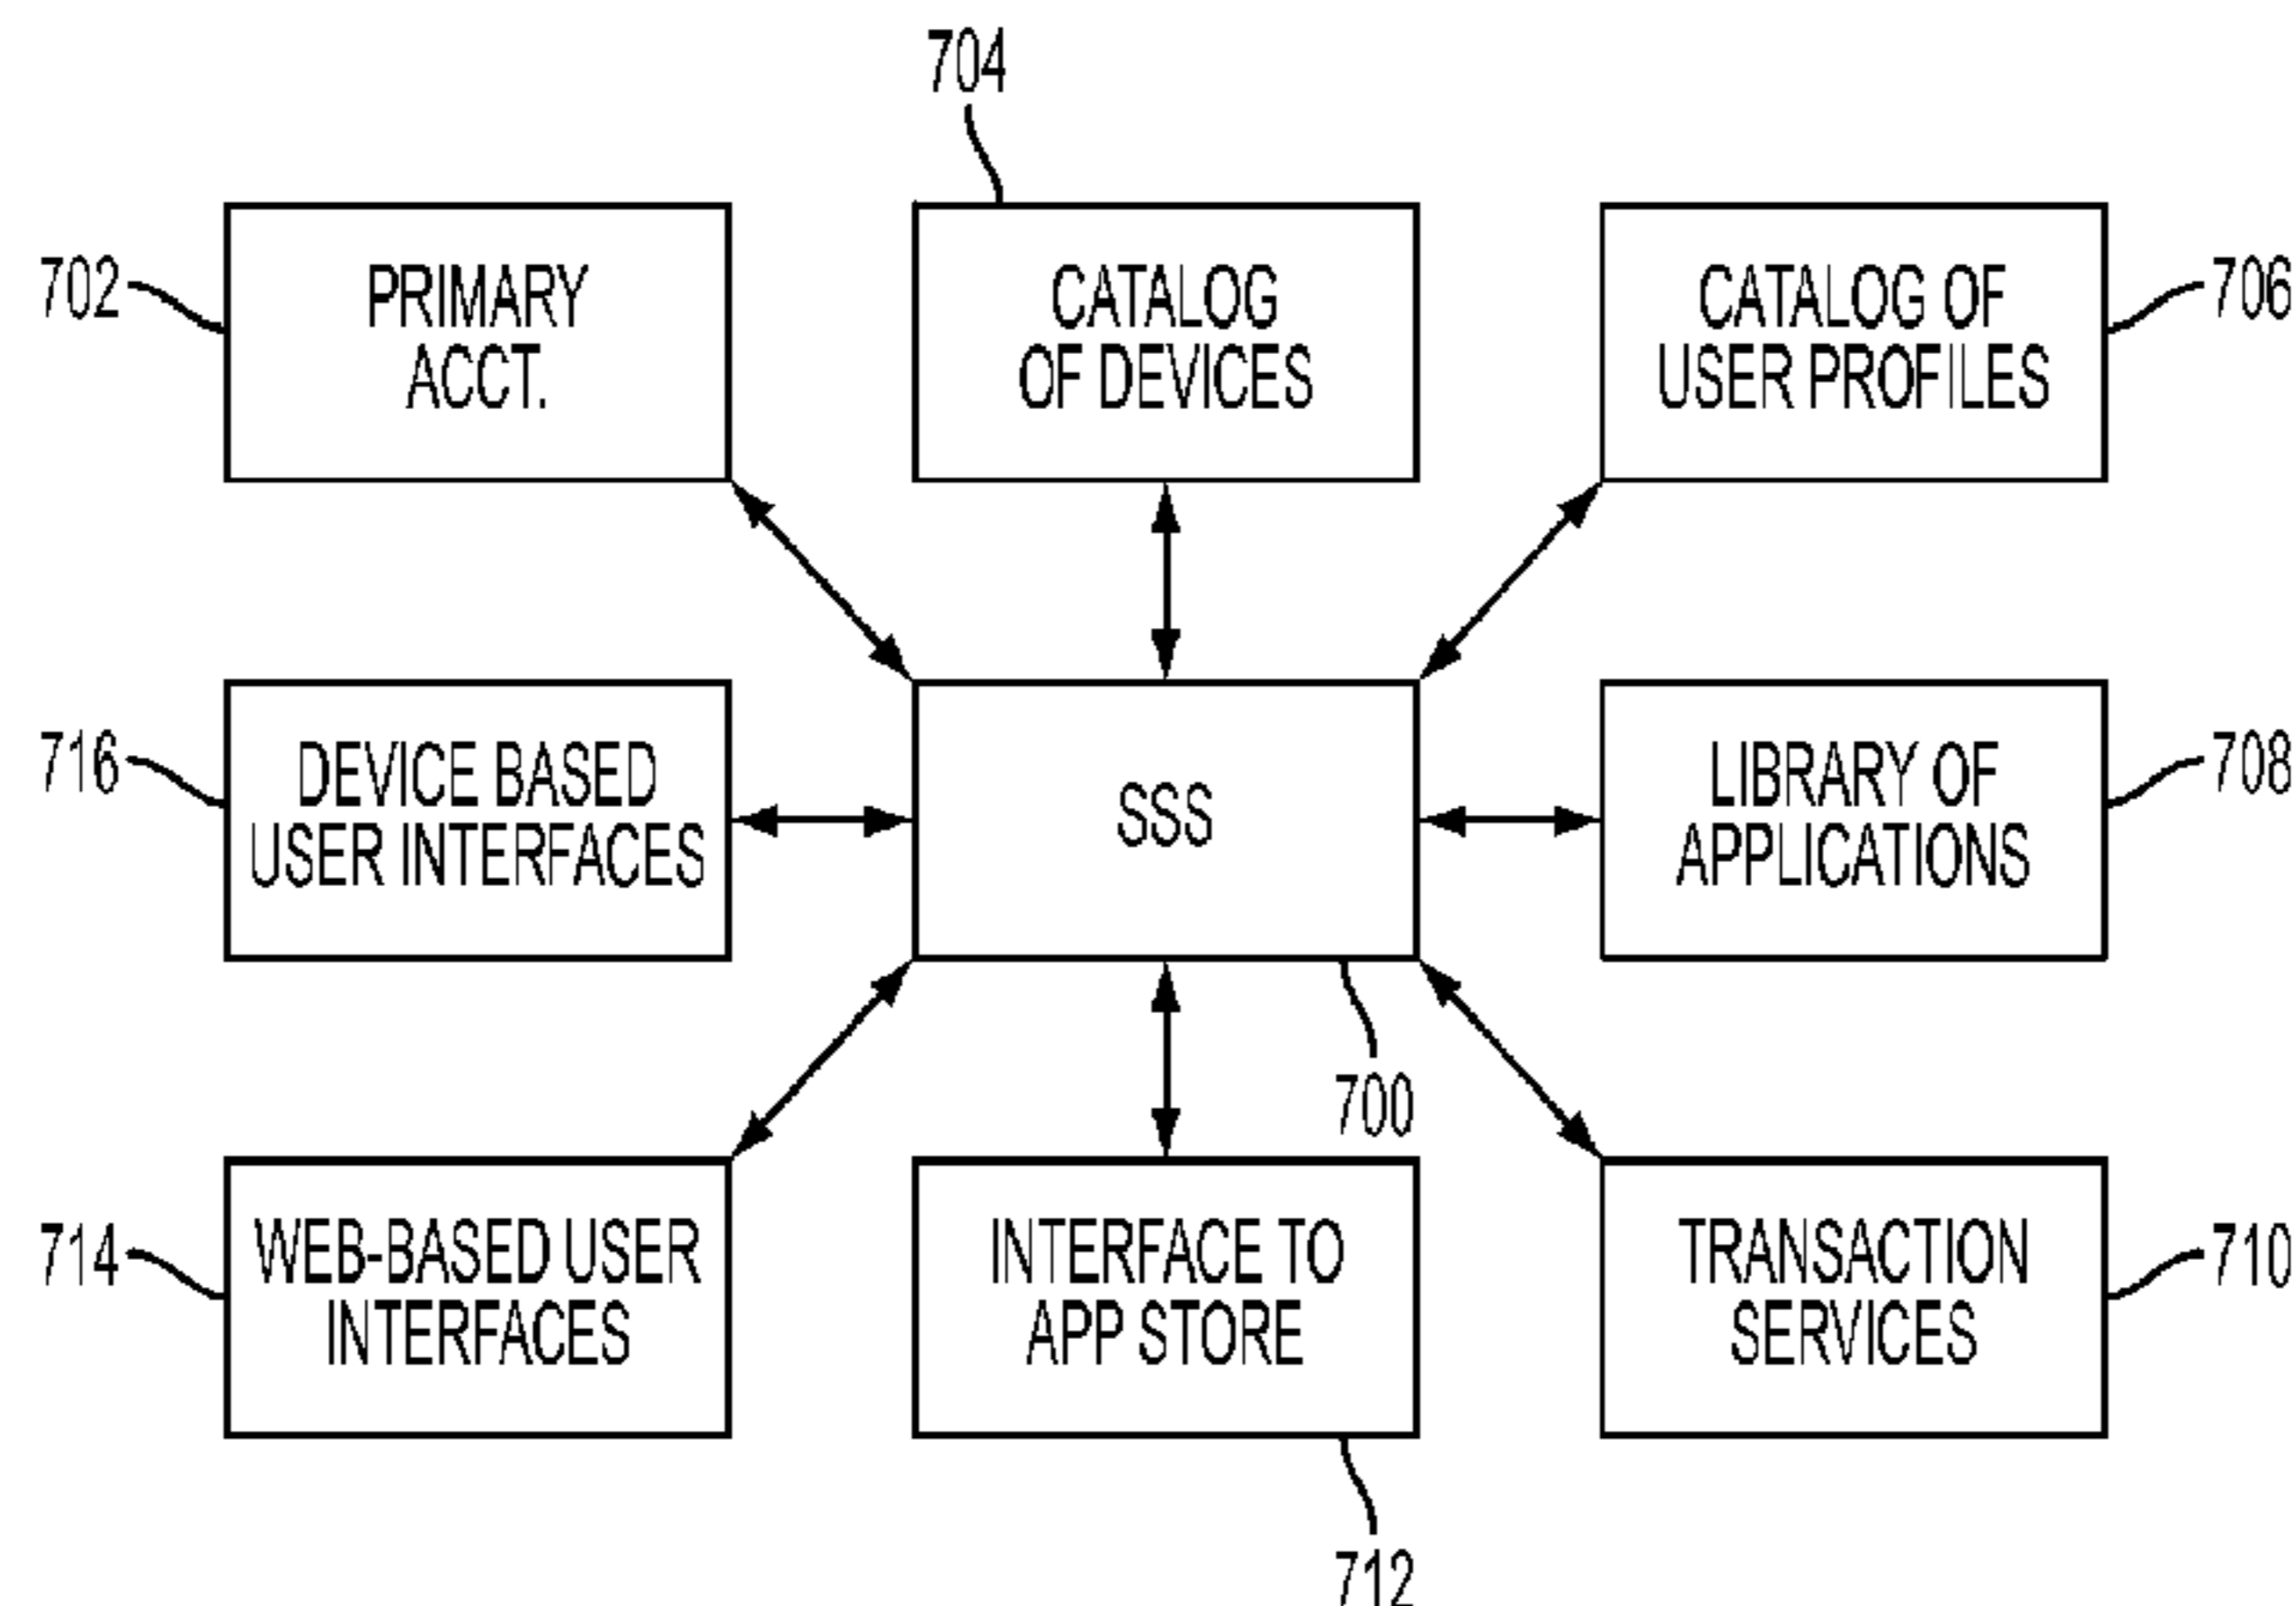 704
702
PRIMARY
ACCT.
CATALOG
OF DEVICES
CATALOG OF
USER PROFILES
706
716
DEVICE BASED
USER INTERFACES
SSS
LIBRARY OF
APPLICATIONS
708
700
714
WEB-BASED USER
INTERFACES
INTERFACE TO
APP STORE
TRANSACTION
SERVICES
710
712